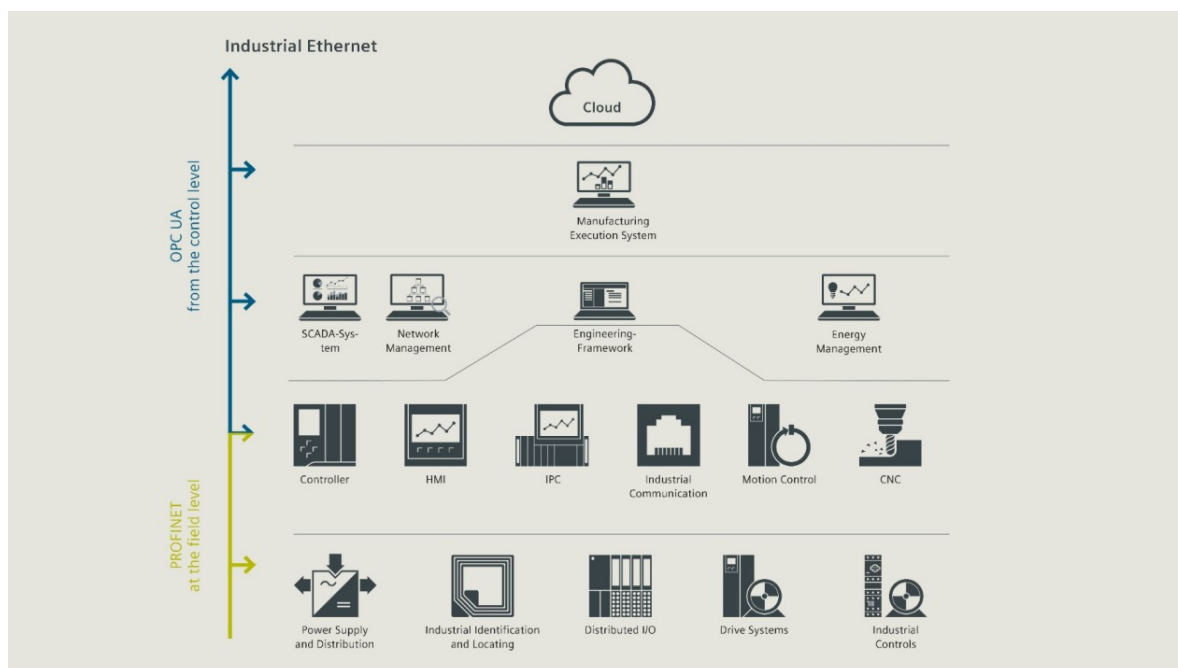 Industrial Ethernet
Cloud
OPC UA
from the control level
Manufacturing
Execution System
SCADA-Sys-
tem
Network
Management
Engineering-
Framework
Energy
Management
Controller
HMI
IPC
Industrial
Communication
Motion Control
CNC
PROFINET
at the field level
Power Supply
and Distribution
Industrial Identification
and Locating
Distributed I/O
Drive Systems
Industrial
Controls